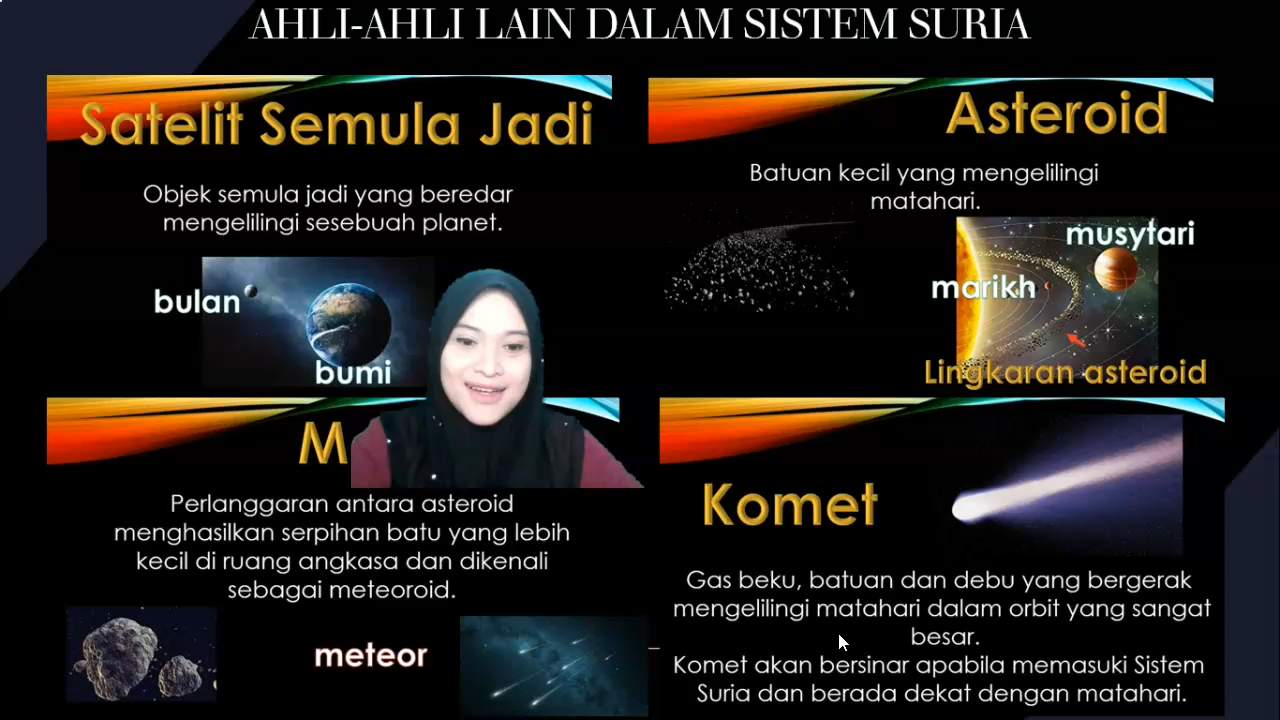 AHLI-AHLI LAIN DALAM SISTEM SURIA
Satelit Semula Jadi
Objek semula jadi yang beredar
mengelilingi sesebuah planet.
bulan
bumi
Asteroid
Batuan kecil yang mengelilingi
matahari.
musytari
marikh
Lingkaran asteroid
M
Perlanggaran antara asteroid
menghasilkan serpihan batu yang lebih
kecil di ruang angkasa dan dikenali
sebagai meteoroid.
meteor
Komet
Gas beku, batuan dan debu yang bergerak
mengelilingi matahari dalam orbit yang sangat
besar.
Komet akan bersinar apabila memasuki Sistem
Suria dan berada dekat dengan matahari.